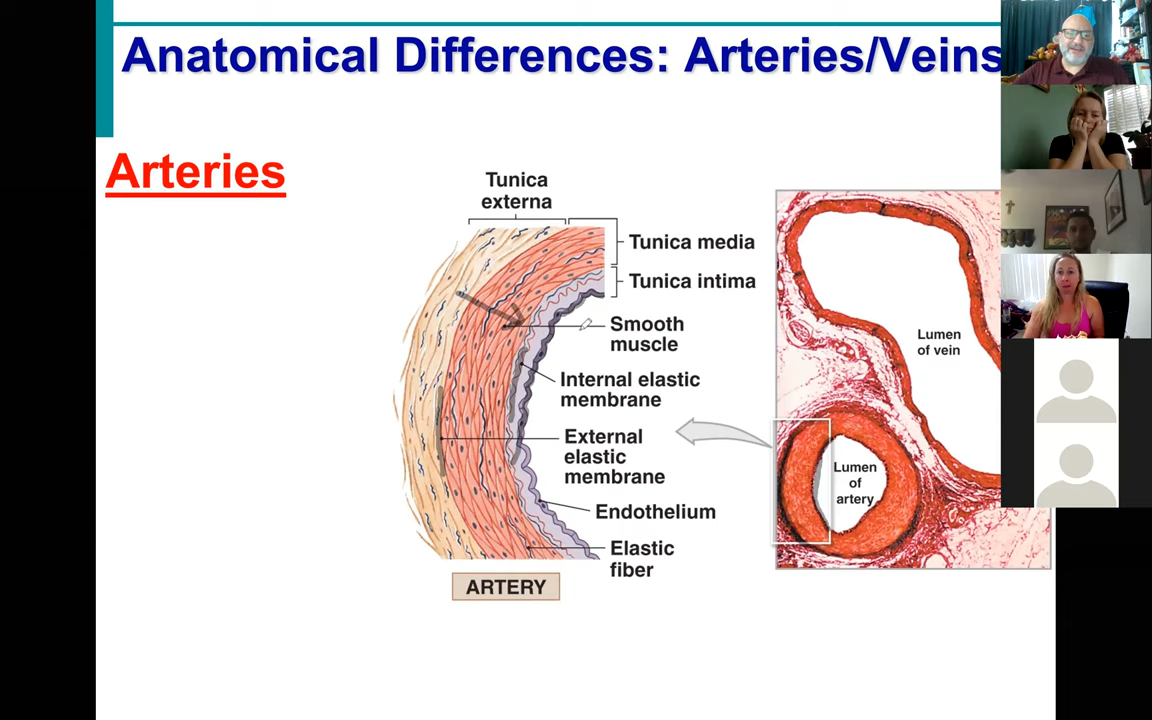 Anatomical Differences: Arteries/Veins
Arteries
Tunica
externa
Tunica media
Tunica intima
Smooth
muscle
Internal elastic
membrane
External
elastic
membrane
Endothelium
Elastic
fiber
ARTERY
Lumen
of vein
Lumen
of
artery